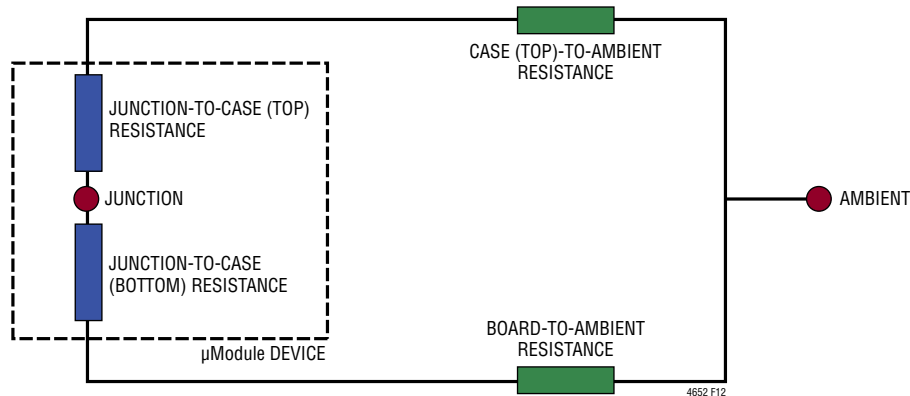 CASE (TOP)-TO-AMBIENT
RESISTANCE
JUNCTION-TO-CASE (TOP)
RESISTANCE
JUNCTION
AMBIENT
JUNCTION-TO-CASE
(BOTTOM) RESISTANCE
BOARD-TO-AMBIENT
RESISTANCE
µModule DEVICE
4652 F12